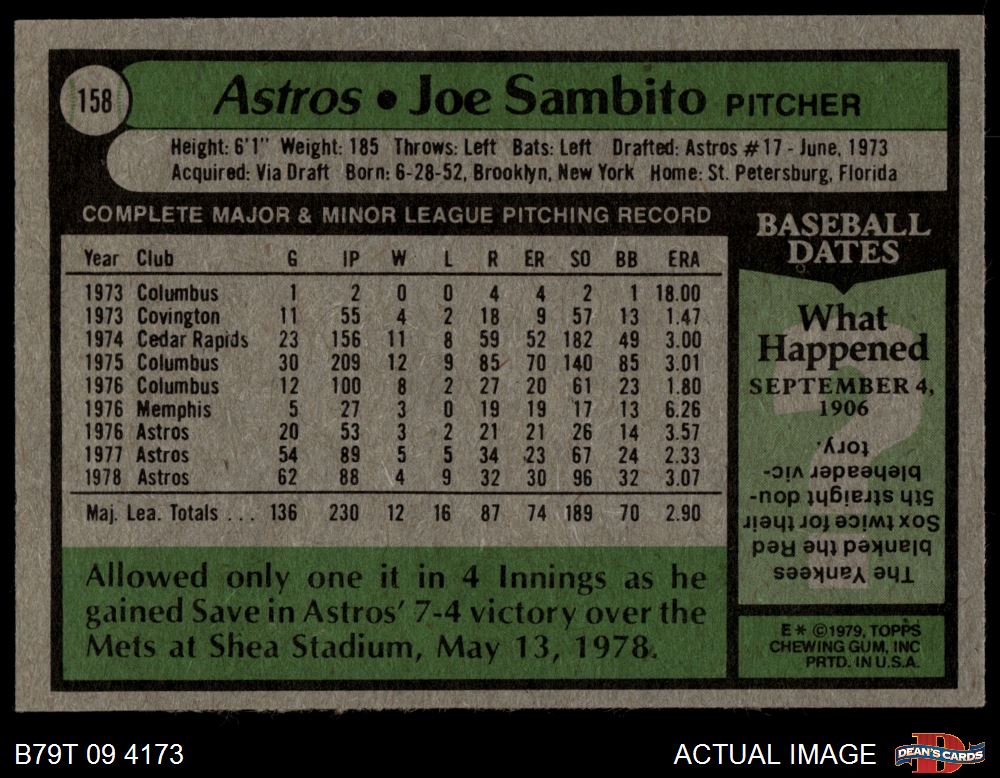 158
Astros • Joe Sambito PITCHER
Height: 6'1" Weight: 185 Throws: Left Bats: Left Drafted: Astros #17 - June, 1973
Acquired: Via Draft Born: 6-28-52, Brooklyn, New York Home: St. Petersburg, Florida
COMPLETE MAJOR & MINOR LEAGUE PITCHING RECORD
Year Club G IP W L R ER SO BB ERA
1973 Columbus 1 2 0 0 4 4 2 1 18.00
1973 Covington 11 55 4 2 18 9 57 13 1.47
1974 Cedar Rapids 23 156 11 8 59 52 182 49 3.00
1975 Columbus 30 209 12 9 85 70 140 85 3.01
1976 Columbus 12 100 8 2 27 20 61 23 1.80
1976 Memphis 5 27 3 0 19 19 17 13 6.26
1976 Astros 20 53 3 2 21 21 26 14 3.57
1977 Astros 54 89 5 5 34 23 67 24 2.33
1978 Astros 62 88 4 9 32 30 96 32 3.07
Maj. Lea. Totals ... 136 230 12 16 87 74 189 70 2.90
Allowed only one it in 4 Innings as he
gained Save in Astros' 7-4 victory over the
Mets at Shea Stadium, May 13, 1978.
BASEBALL
DATES
What
Happened
SEPTEMBER 4,
1906
The Yankees
blanked the Red
Sox twice for their
5th straight dou-
bleheader vic-
tory.
E* ©1979, TOPPS
CHEWING GUM, INC
PRTD. IN U.S.A.
B79T 09 4173
ACTUAL IMAGE
DEAN'S CARDS